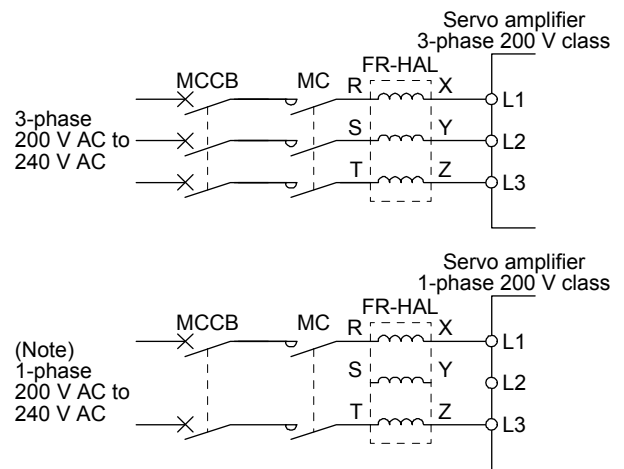 Servo amplifier
3-phase 200 V class
FR-HAL
MCCB MC R X
L1
3-phase
200 V AC to
240 V AC
S Y
L2
T Z
L3
Servo amplifier
1-phase 200 V class
FR-HAL
MCCB MC R X
L1
(Note)
1-phase
200 V AC to
240 V AC
S Y
L2
T Z
L3